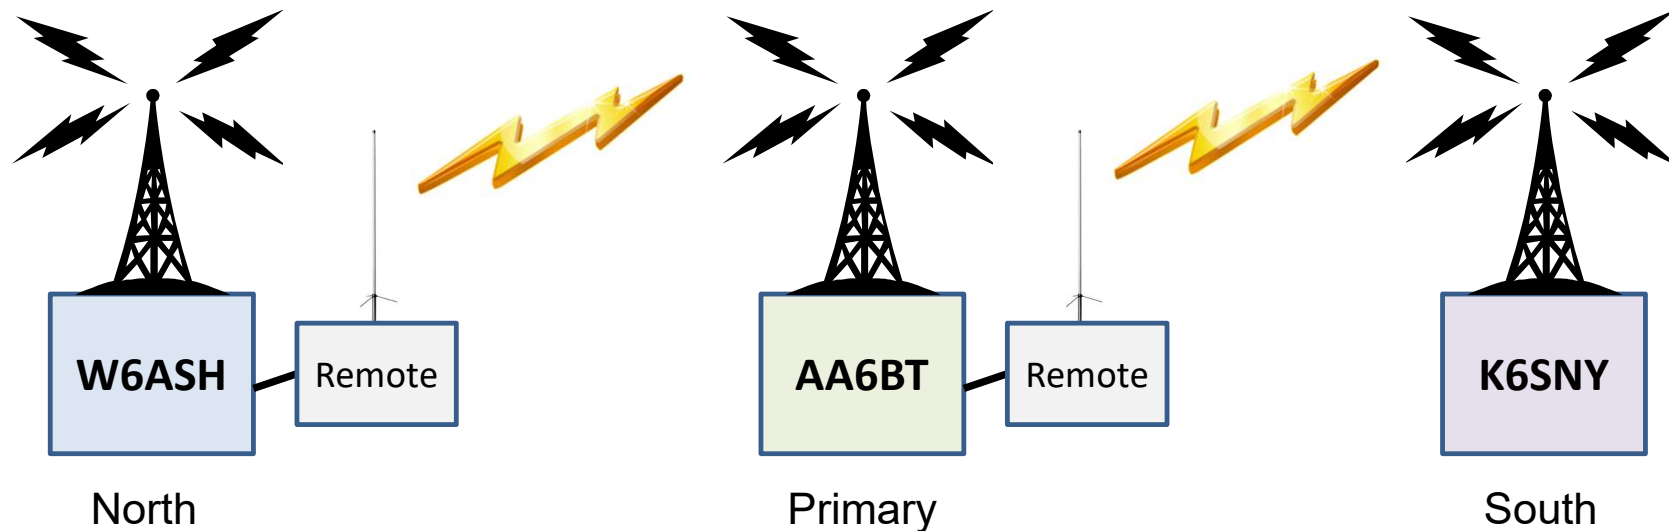 W6ASH
Remote
AA6BT
Remote
K6SNY
North
Primary
South